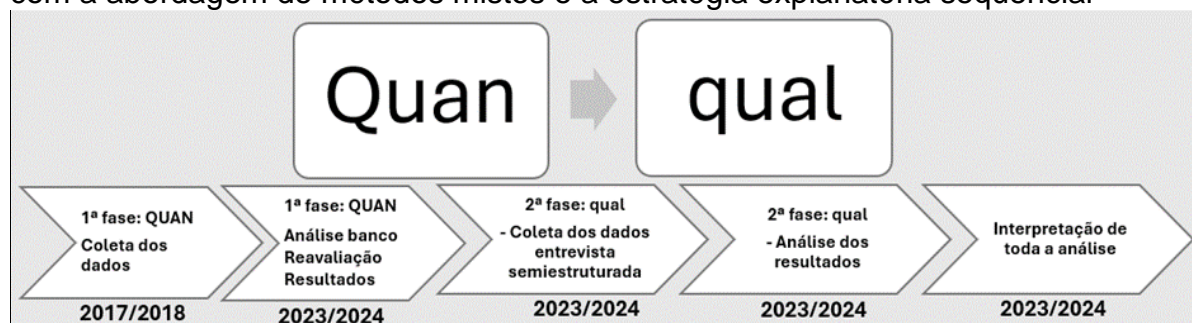 com a abordagem de métodos mistos e a estratégia explanatória sequencial
Quan
qual
1ª fase: QUAN
Coleta dos
dados
2017/2018
1ª fase: QUAN
Análise banco
Reavaliação
Resultados
2023/2024
2ª fase: qual
- Coleta dos dados
entrevista
semiestruturada
2023/2024
2ª fase: qual
- Análise dos
resultados
2023/2024
Interpretação de
toda a análise
2023/2024